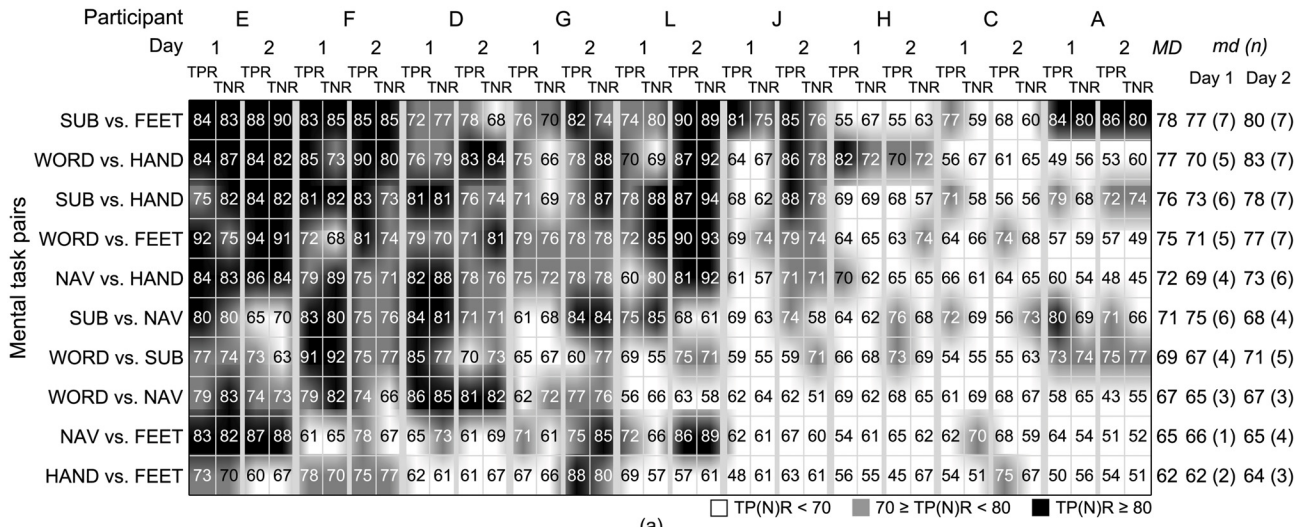 Participant E F D G L J H C A
Day 1 2 1 2 1 2 1 2 1 2 1 2 1 2 1 2 1 2 MD md (n)
TPR TPR TPR TPR TPR TPR TPR TPR TPR TPR TPR TPR TPR TPR TPR TPR TPR TPR Day 1 Day 2
TNR TNR TNR TNR TNR TNR TNR TNR TNR TNR TNR TNR TNR TNR TNR TNR TNR TNR
Mental task pairs
SUB vs. FEET 84 83 88 90 83 85 85 85 72 77 78 68 76 70 82 74 74 80 90 89 81 75 85 76 55 67 55 63 77 59 68 60 84 80 86 80 78 77 (7) 80 (7)
WORD vs. HAND 84 87 84 82 85 73 90 80 76 79 83 84 75 66 78 88 70 69 87 92 64 67 86 78 82 72 70 72 56 67 61 65 49 56 53 60 77 70 (5) 83 (7)
SUB vs. HAND 75 82 84 82 81 82 83 73 81 81 76 74 71 69 78 87 78 88 87 94 68 62 88 78 69 69 68 57 71 58 56 56 79 68 72 74 76 73 (6) 78 (7)
WORD vs. FEET 92 75 94 91 72 68 81 74 79 70 71 81 79 76 78 78 72 85 90 93 69 74 79 74 64 65 63 74 64 66 74 68 57 59 57 49 75 71 (5) 77 (7)
NAV vs. HAND 84 83 86 84 79 89 75 71 82 88 78 76 75 72 78 78 60 80 81 92 61 57 71 71 70 62 65 65 66 61 64 65 60 54 48 45 72 69 (4) 73 (6)
SUB vs. NAV 80 80 65 70 83 80 75 76 84 81 71 71 61 68 84 84 75 85 68 61 69 63 74 58 64 62 76 68 72 69 56 73 80 69 71 66 71 75 (6) 68 (4)
WORD vs. SUB 77 74 73 63 91 92 75 77 85 77 70 73 65 67 60 77 69 55 75 71 59 55 59 71 66 68 73 69 54 55 55 63 73 74 75 77 69 67 (4) 71 (5)
WORD vs. NAV 79 83 74 73 79 82 74 66 86 85 81 82 62 72 77 76 56 66 63 58 62 64 62 51 69 62 68 65 61 69 68 67 58 65 43 55 67 65 (3) 67 (3)
NAV vs. FEET 83 82 87 88 61 65 78 67 65 73 61 69 71 61 75 85 72 66 86 89 62 61 67 60 54 61 65 62 62 70 68 59 64 54 51 52 65 66 (1) 65 (4)
HAND vs. FEET 73 70 60 67 78 70 75 77 62 61 61 67 67 66 88 80 69 57 57 61 48 61 63 61 56 55 45 67 54 51 75 67 50 56 54 51 62 62 (2) 64 (3)
TP(N)R < 70 70 ≥ TP(N)R < 80 TP(N)R ≥ 80
(a)